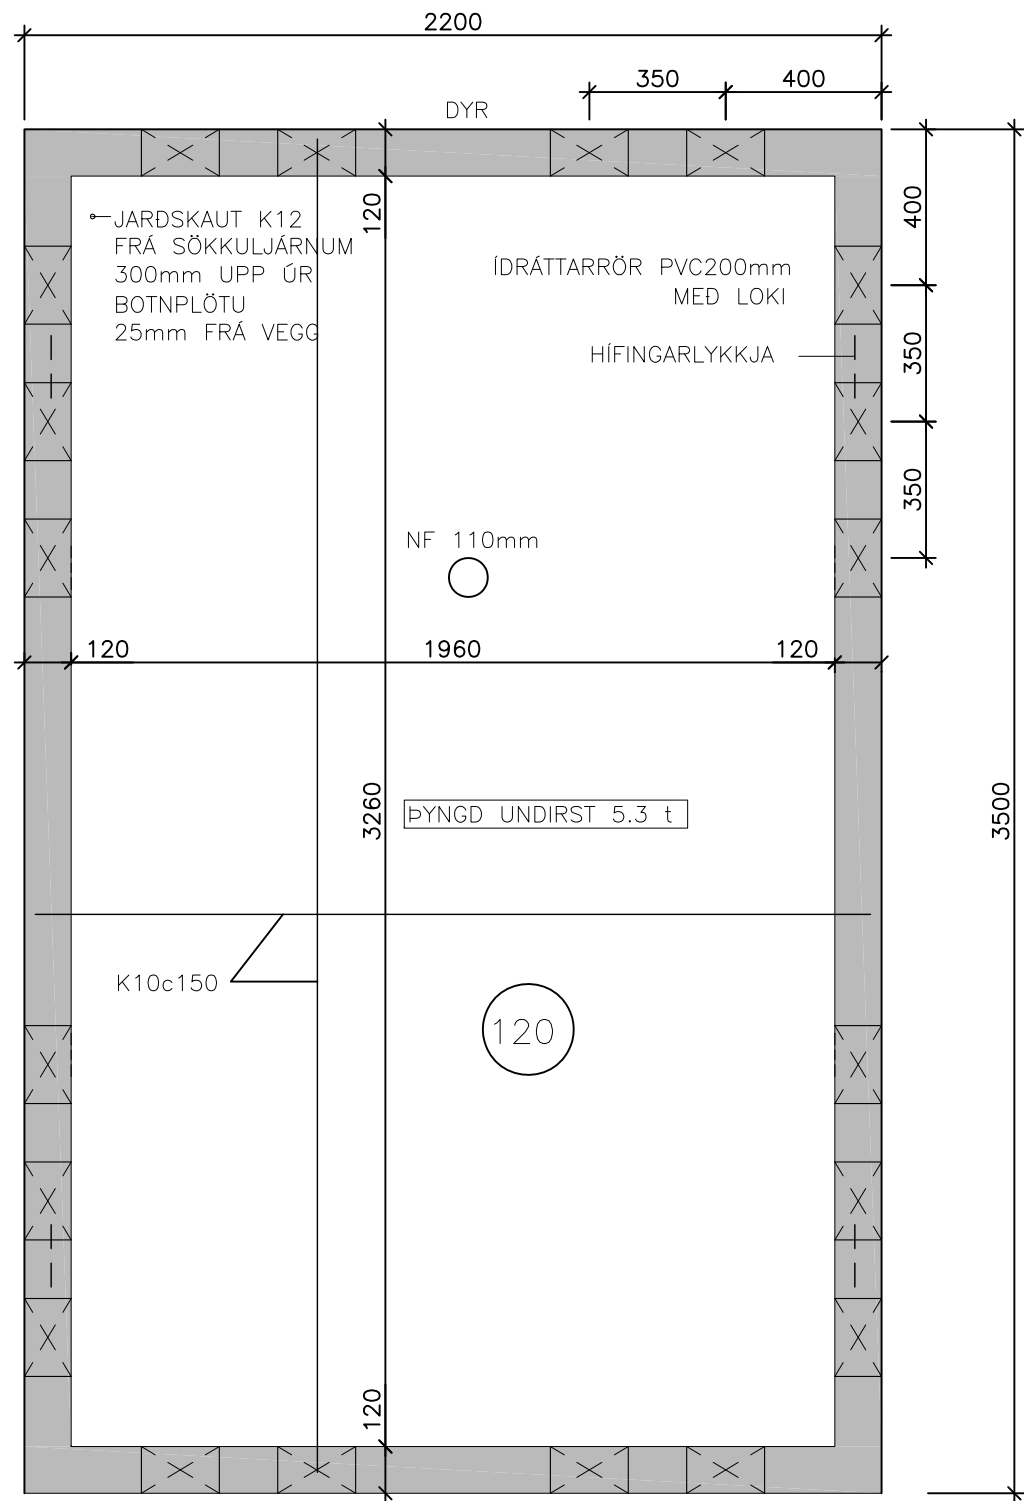 2200
350
400
DYR
120
400
JARÐSKAUT K12
FRÁ SÖKKULJÁRNUM
300mm UPP ÚR
BOTNPLÖTU
25mm FRÁ VEGG
ÍDRÁTTARRÖR PVC200mm
MEÐ LOKI
HÍFINGARLYKKJA
350
350
NF 110mm
120
1960
120
3260
ÞYNGD UNDIRST 5.3 t
3500
K10c150
120
120